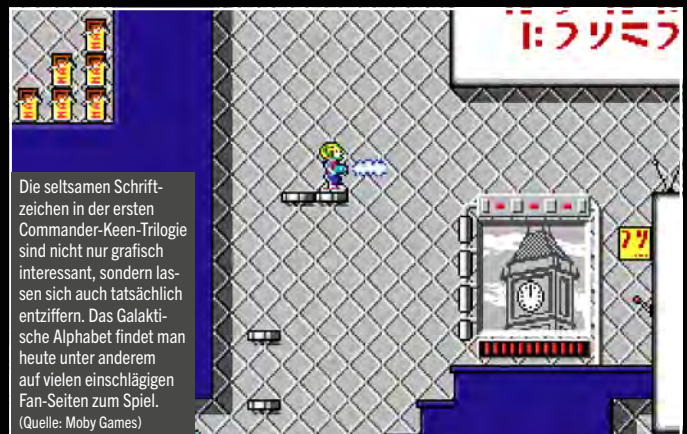 Die seltsamen Schrift-
zeichen in der ersten
Commander-Keen-Trilogie
sind nicht nur grafisch
interessant, sondern las-
sen sich auch tatsächlich
entziffern. Das Galakti-
sche Alphabet findet man
heute unter anderem
auf vielen einschlägigen
Fan-Seiten zum Spiel.
(Quelle: Moby Games)